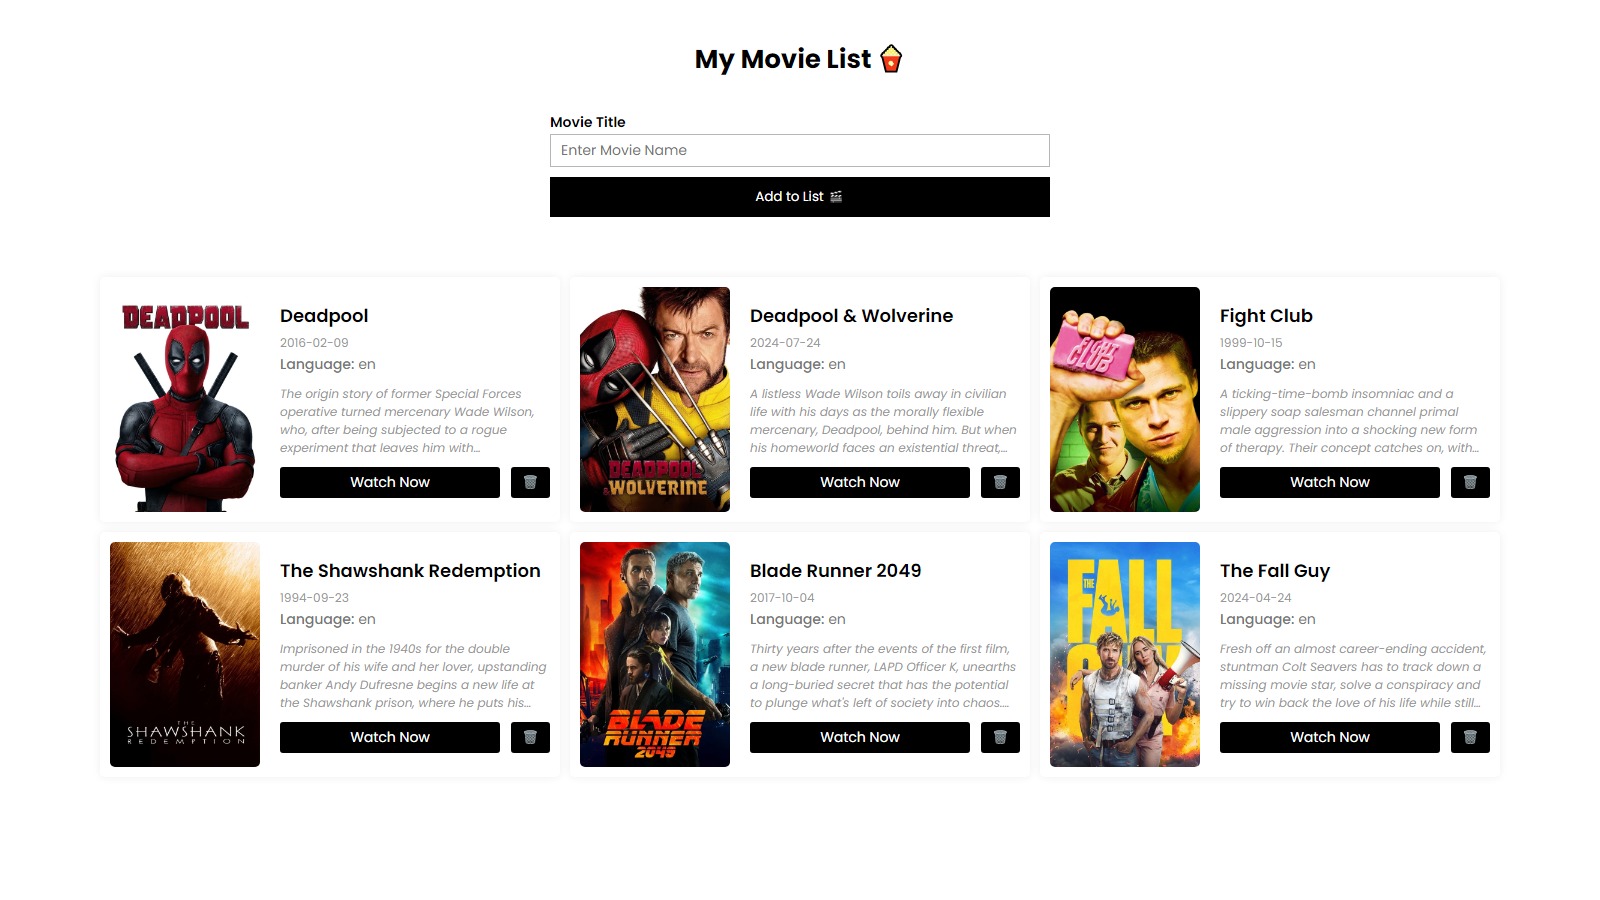 My Movie List
Movie Title
Enter Movie Name
Add to List
DEADPOOL
Deadpool
2016-02-09
Language: en
The origin story of former Special Forces
operative turned mercenary Wade Wilson,
who, after being subjected to a rogue
experiment that leaves him with...
Watch Now
DEADPOOL
& WOLVERINE
Deadpool & Wolverine
2024-07-24
Language: en
A listless Wade Wilson toils away in civilian
life with his days as the morally flexible
mercenary, Deadpool, behind him. But when
his homeworld faces an existential threat,...
Watch Now
FIGHT
CLUB
Fight Club
1999-10-15
Language: en
A ticking-time-bomb insomniac and a
slippery soap salesman channel primal
male aggression into a shocking new form
of therapy. Their concept catches on, with...
Watch Now
THE
SHAWSHANK
REDEMPTION
The Shawshank Redemption
1994-09-23
Language: en
Imprisoned in the 1940s for the double
murder of his wife and her lover, upstanding
banker Andy Dufresne begins a new life at
the Shawshank prison, where he puts his...
Watch Now
BLADE
RUNNER
2049
Blade Runner 2049
2017-10-04
Language: en
Thirty years after the events of the first film,
a new blade runner, LAPD Officer K, unearths
a long-buried secret that has the potential
to plunge what's left of society into chaos....
Watch Now
THE
FALL
The Fall Guy
2024-04-24
Language: en
Fresh off an almost career-ending accident,
stuntman Colt Seavers has to track down a
missing movie star, solve a conspiracy and
try to win back the love of his life while still...
Watch Now